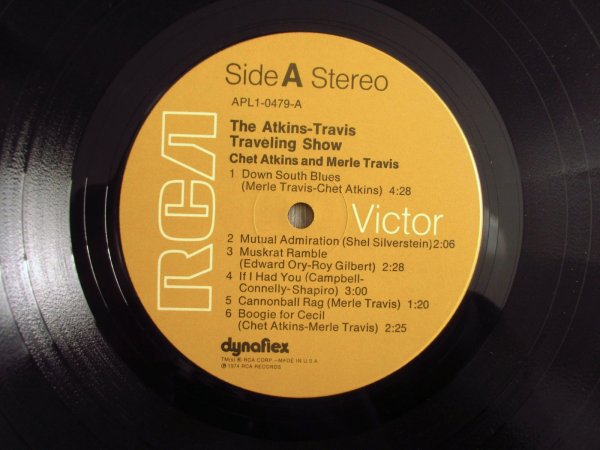 Side A Stereo
APL1-0479-A
The Atkins-Travis
Traveling Show
Chet Atkins and Merle Travis
1 Down South Blues
(Merle Travis-Chet Atkins) 4:28
RCA
Victor
2 Mutual Admiration (Shel Silverstein) 2:06
3 Muskrat Ramble
(Edward Ory-Roy Gilbert) 2:28
4 If I Had You (Campbell-
Connelly-Shapiro) 3:00
5 Cannonball Rag (Merle Travis) 1:20
6 Boogie for Cecil
(Chet Atkins-Merle Travis) 2:25
dynaflex
TM(s) ® RCA CORP.—MADE IN U.S.A.
℗ 1974 RCA RECORDS